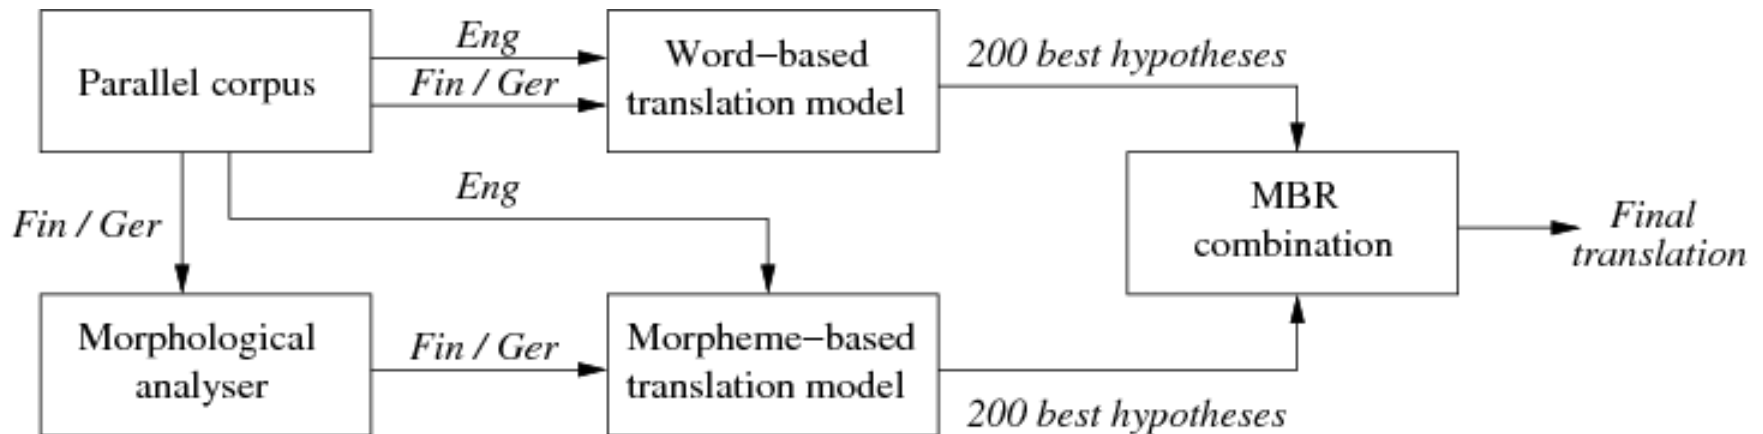 Eng
Fin / Ger
Parallel corpus
Word−based
translation model
200 best hypotheses
Fin / Ger
Eng
MBR
combination
Final
translation
Morphological
analyser
Fin / Ger
Morpheme−based
translation model
200 best hypotheses